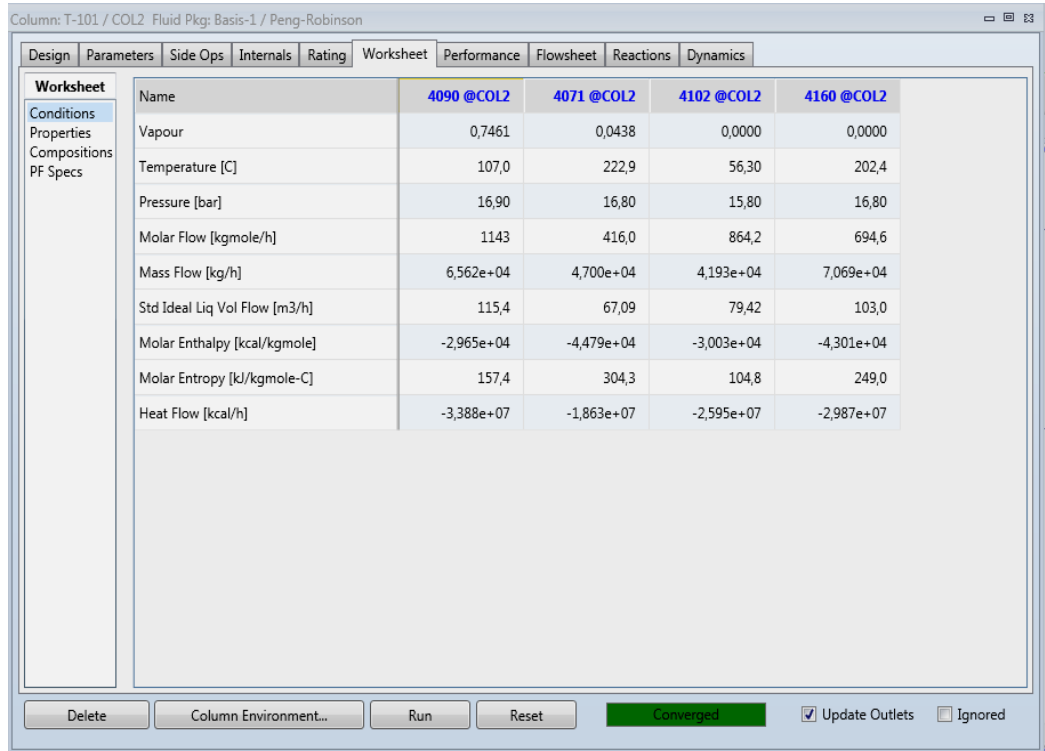 Column: T-101 / COL2 Fluid Pkg: Basis-1 / Peng-Robinson
Design Parameters Side Ops Internals Rating Worksheet Performance Flowsheet Reactions Dynamics
Worksheet
Conditions
Properties
Compositions
PF Specs
Name 4090 @COL2 4071 @COL2 4102 @COL2 4160 @COL2
Vapour 0,7461 0,0438 0,0000 0,0000
Temperature [C] 107,0 222,9 56,30 202,4
Pressure [bar] 16,90 16,80 15,80 16,80
Molar Flow [kgmole/h] 1143 416,0 864,2 694,6
Mass Flow [kg/h] 6,562e+04 4,700e+04 4,193e+04 7,069e+04
Std Ideal Liq Vol Flow [m3/h] 115,4 67,09 79,42 103,0
Molar Enthalpy [kcal/kgmole] -2,965e+04 -4,479e+04 -3,003e+04 -4,301e+04
Molar Entropy [kJ/kgmole-C] 157,4 304,3 104,8 249,0
Heat Flow [kcal/h] -3,388e+07 -1,863e+07 -2,595e+07 -2,987e+07
Delete Column Environment... Run Reset Converged Update Outlets Ignored